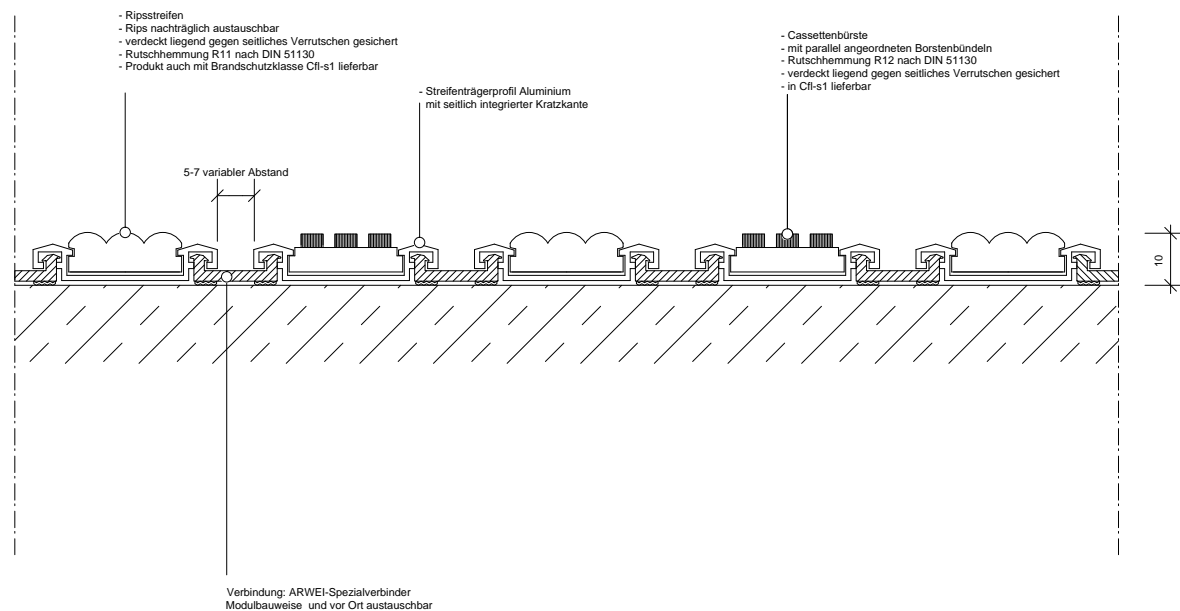 - Ripsstreifen
- Rips nachträglich austauschbar
- verdeckt liegend gegen seitliches Verrutschen gesichert
- Rutschhemmung R11 nach DIN 51130
- Produkt auch mit Brandschutzklasse Cfl-s1 lieferbar
- Cassettenbürste
- mit parallel angeordneten Borstenbündeln
- Rutschhemmung R12 nach DIN 51130
- verdeckt liegend gegen seitliches Verrutschen gesichert
- in Cfl-s1 lieferbar
- Streifenträgerprofil Aluminium
mit seitlich integrierter Kratzkante
5-7 variabler Abstand
10
Verbindung: ARWEI-Spezialverbinder
Modulbauweise und vor Ort austauschbar